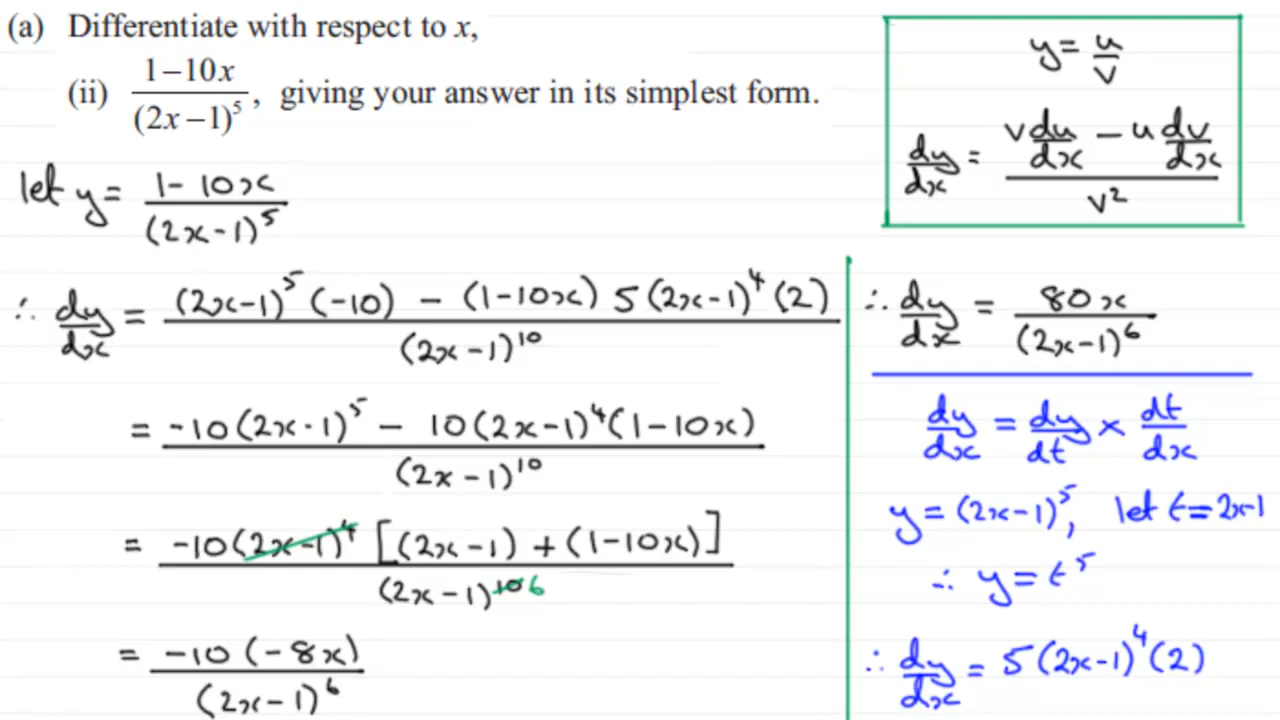 (a) Differentiate with respect to x,
(ii) (1−10x)/(2x−1)⁵, giving your answer in its simplest form.
let y = (1-10x)/(2x-1)⁵
∴ dy/dx = ((2x-1)⁵(-10) - (1-10x) 5(2x-1)⁴(2))/(2x-1)¹⁰
= (-10(2x-1)⁵ - 10(2x-1)⁴(1-10x))/(2x-1)¹⁰
= (-10(2x-1)⁴ [(2x-1) + (1-10x)])/(2x-1)¹⁰ ⁶
= (-10(-8x))/(2x-1)⁶
y = u/v
dy/dx = (v du/dx - u dv/dx)/v²
∴ dy/dx = 80x/(2x-1)⁶
dy/dx = dy/dt × dt/dx
y = (2x-1)⁵, let t = 2x-1
∴ y = t⁵
∴ dy/dx = 5(2x-1)⁴(2)